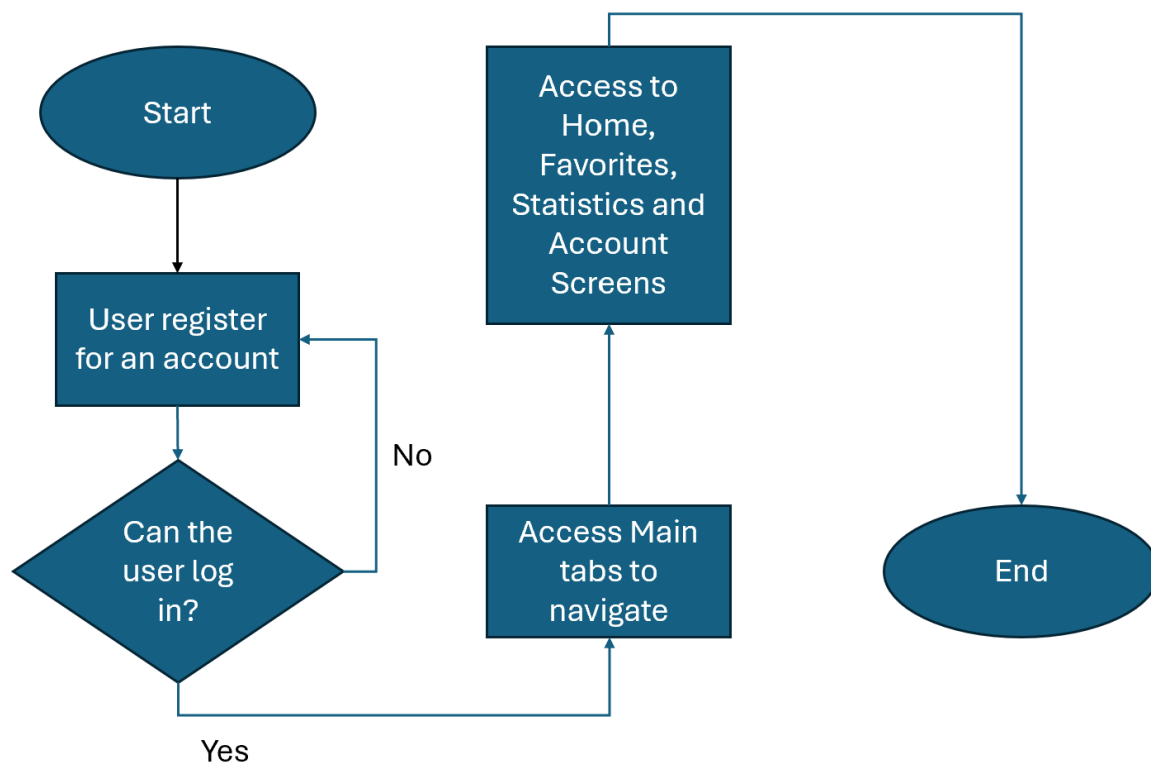 Start
User register
for an account
No
Can the
user log
in?
Yes
Access Main
tabs to
navigate
Access to
Home,
Favorites,
Statistics and
Account
Screens
End